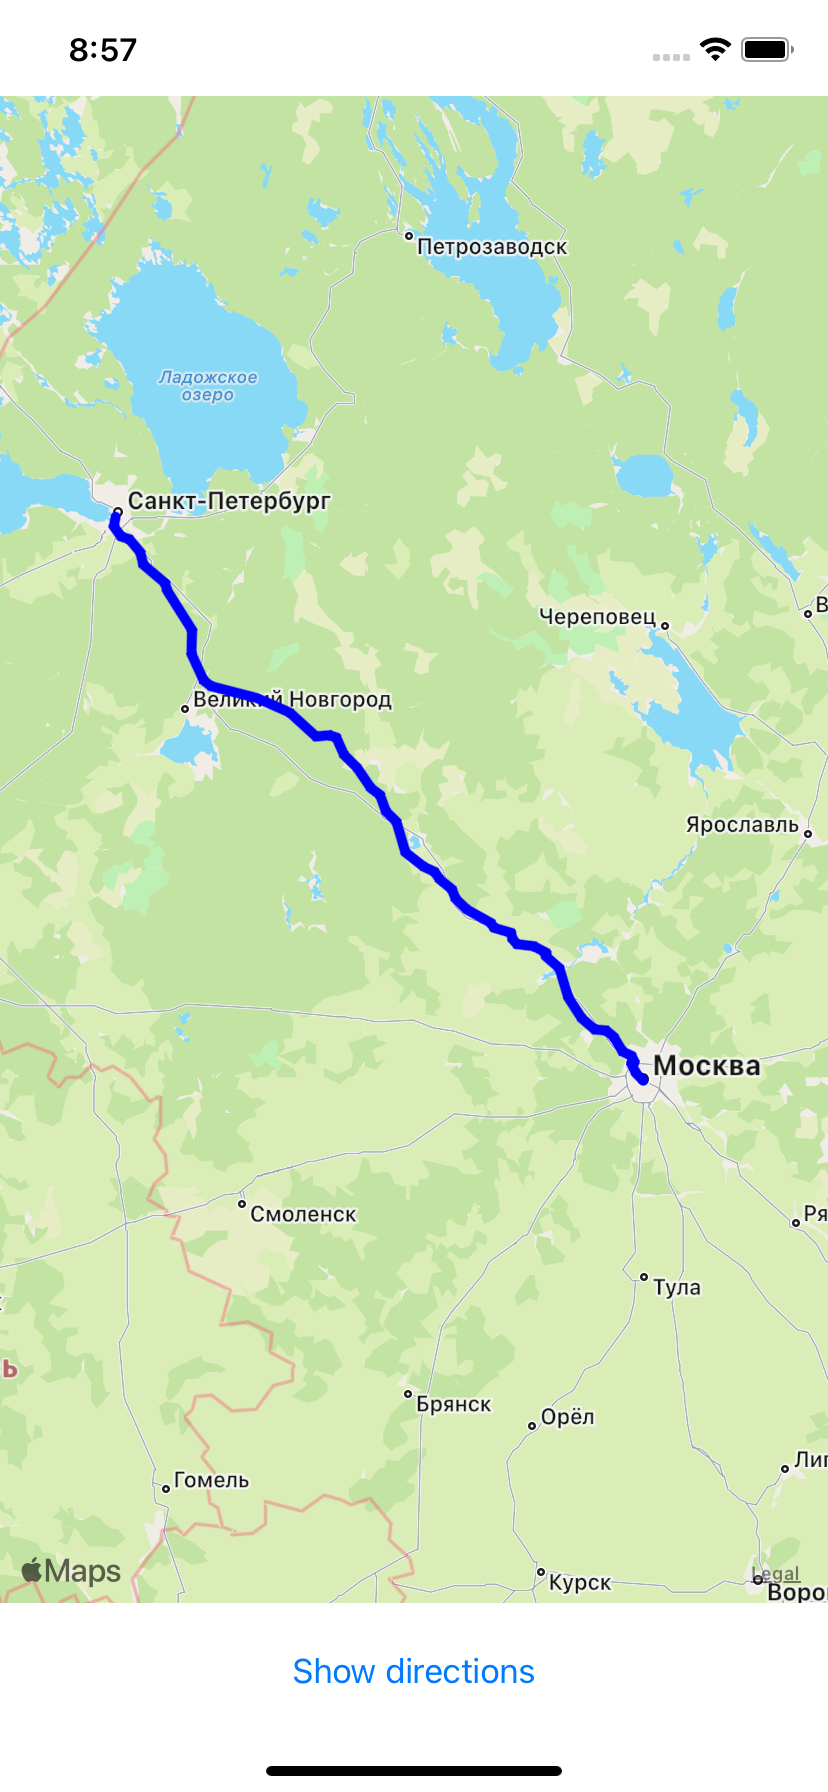 8:57
Петрозаводск
Ладожское
озеро
Санкт-Петербург
Череповец
Великий Новгород
Ярославль
Москва
Смоленск
Тула
Брянск
Орёл
Гомель
Maps
Legal
Курск
Show directions